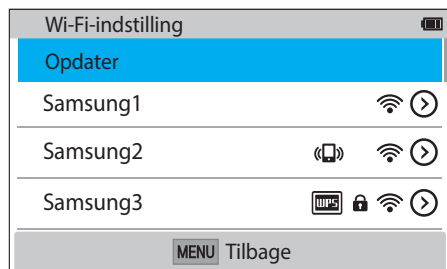 Wi-Fi-indstilling
Opdater
Samsung1
Samsung2
Samsung3 WPS
MENU Tilbage